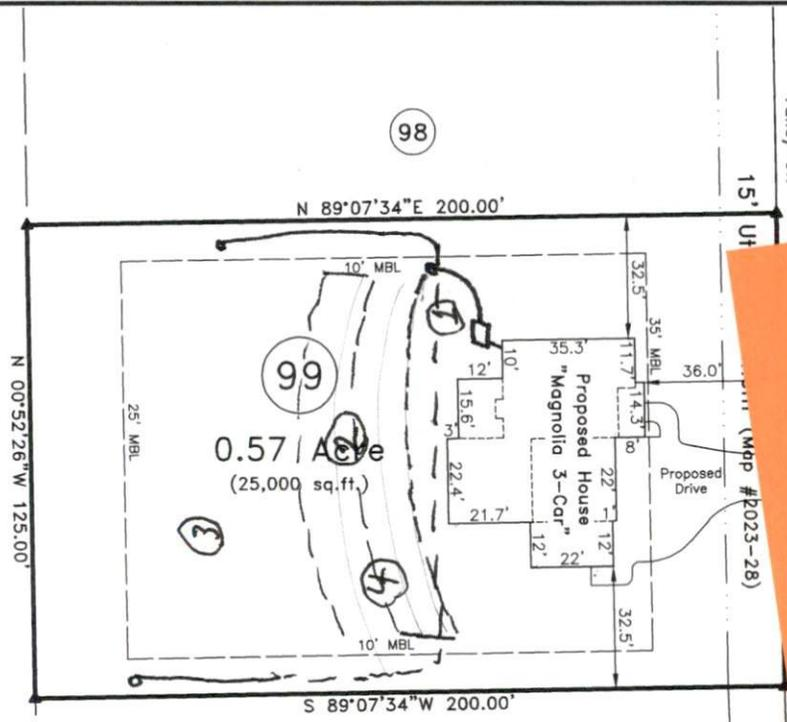 98
N 89°07'34"E 200.00'
15' Ut
10' MBL
32.5'
1
35' MBL
35.3'
11.7'
10'
36.0'
12'
99
14.3'
15.6'
Proposed House
"Magnolia 3-Car"
N 00°52'26"W 125.00'
25' MBL
3'
8'
2
0.57 Acre
(25,000 sq.ft.)
22.4'
22'
Proposed
Drive
(Map #2023-28)
3
21.7'
1'
12'
12'
22'
4
32.5'
10' MBL
S 89°07'34"W 200.00'